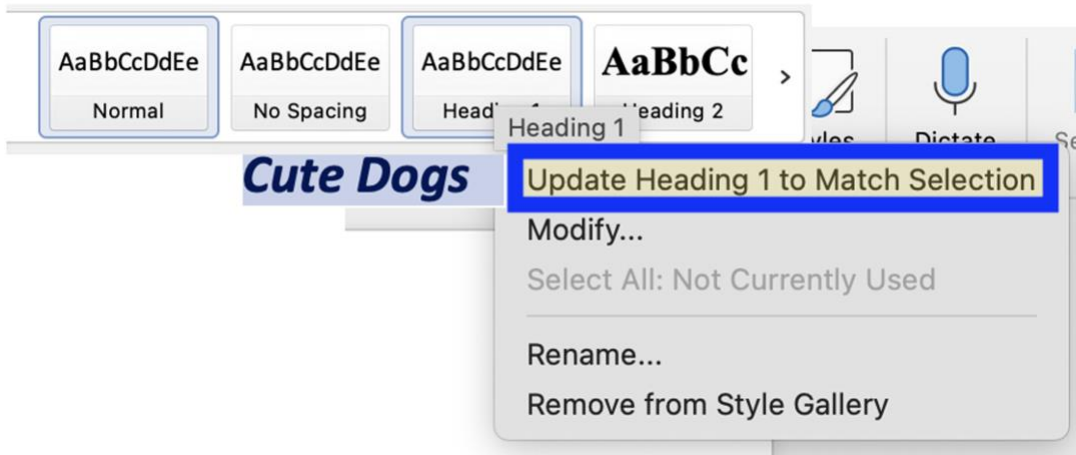 AaBbCcDdEe AaBbCcDdEe AaBbCcDdEe AaBbCc
Normal No Spacing Heading 2
Heading 1
Dictate
Cute Dogs
Update Heading 1 to Match Selection
Modify...
Select All: Not Currently Used
Rename...
Remove from Style Gallery